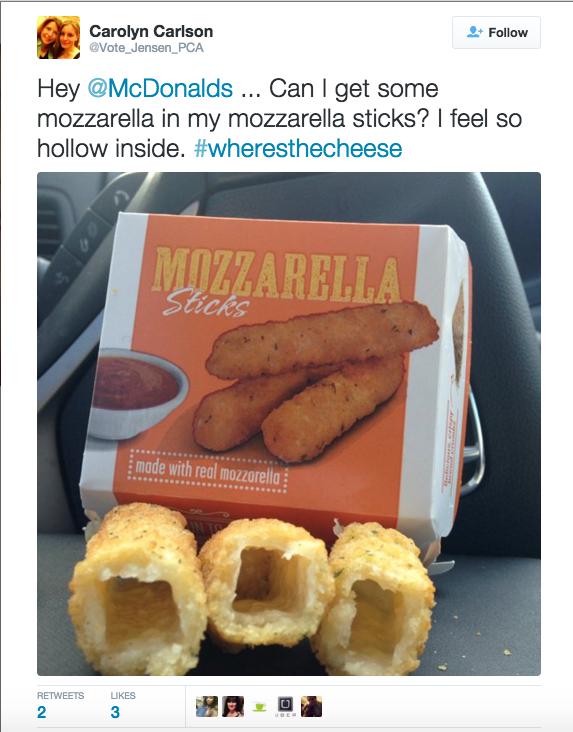 Carolyn Carlson
@Vote_Jensen_PCA
Follow
Hey @McDonalds ... Can I get some
mozzarella in my mozzarella sticks? I feel so
hollow inside. #wheresthecheese
MOZZARELLA
Sticks
made with real mozzarella
RETWEETS
LIKES
2
3
UBER